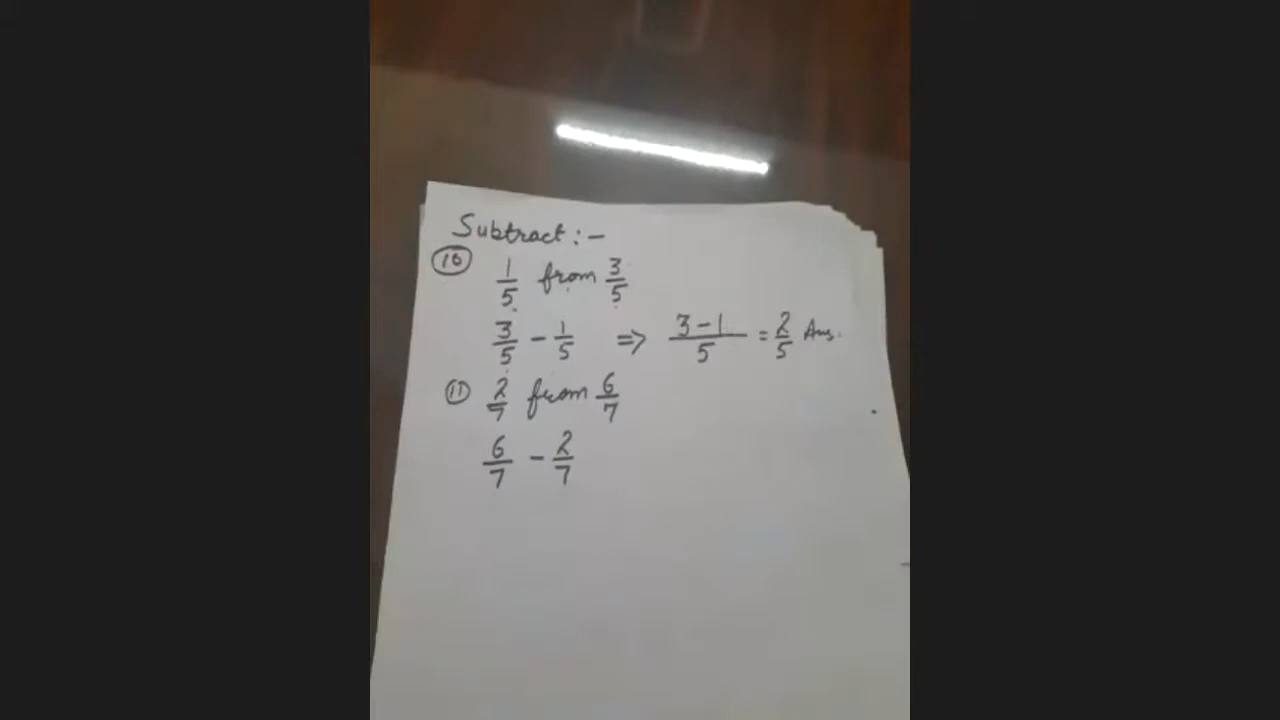 Subtract :-
(10) 1/5 from 3/5
3/5 - 1/5 ⇒ 3-1/5 = 2/5 Ans.
(11) 2/7 from 6/7
6/7 - 2/7